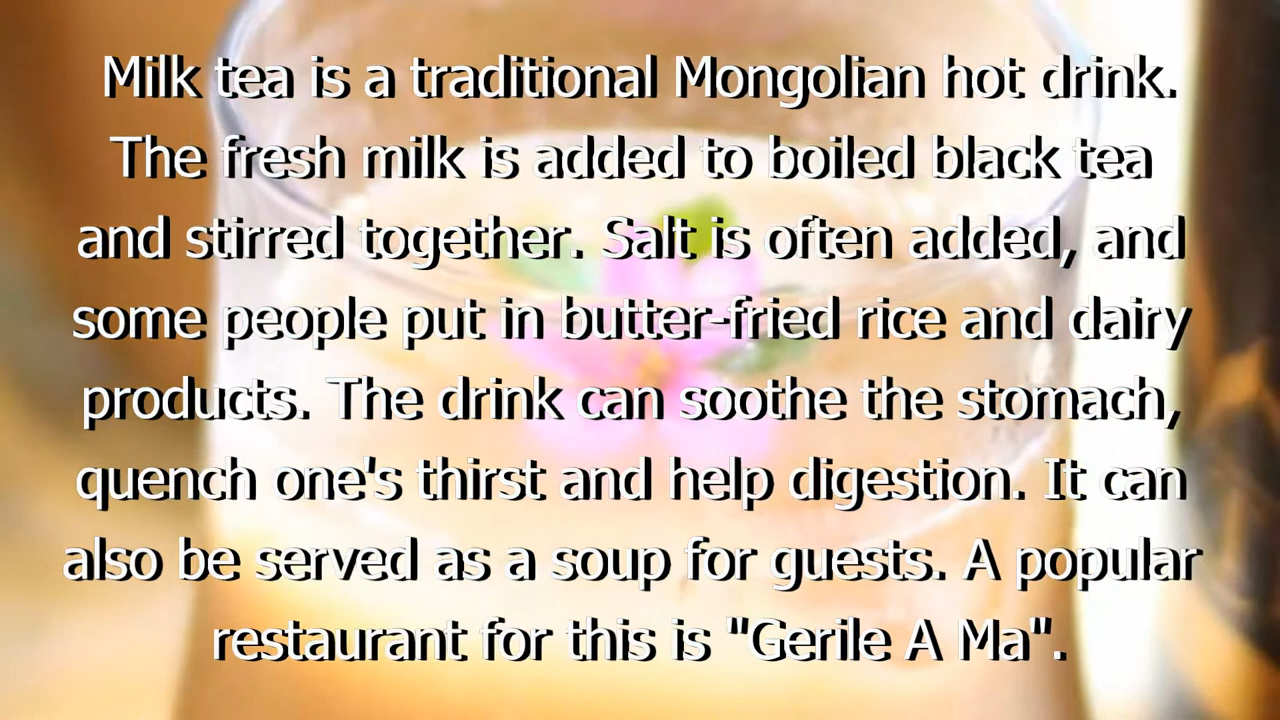 Milk tea is a traditional Mongolian hot drink.
The fresh milk is added to boiled black tea
and stirred together. Salt is often added, and
some people put in butter-fried rice and dairy
products. The drink can soothe the stomach,
quench one's thirst and help digestion. It can
also be served as a soup for guests. A popular
restaurant for this is "Gerile A Ma".